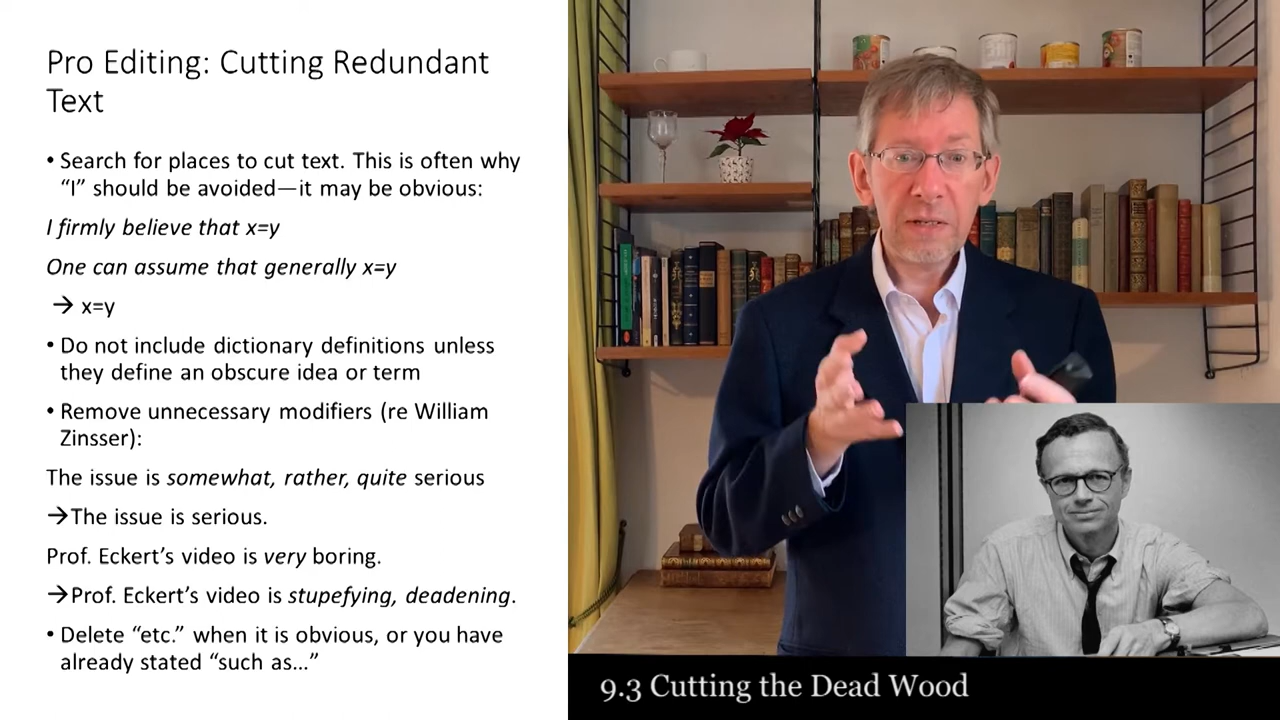 Pro Editing: Cutting Redundant
Text
• Search for places to cut text. This is often why
“I” should be avoided—it may be obvious:
I firmly believe that x=y
One can assume that generally x=y
→ x=y
• Do not include dictionary definitions unless
they define an obscure idea or term
• Remove unnecessary modifiers (re William
Zinsser):
The issue is somewhat, rather, quite serious
→The issue is serious.
Prof. Eckert’s video is very boring.
→Prof. Eckert’s video is stupefying, deadening.
• Delete “etc.” when it is obvious, or you have
already stated “such as…”
9.3 Cutting the Dead Wood